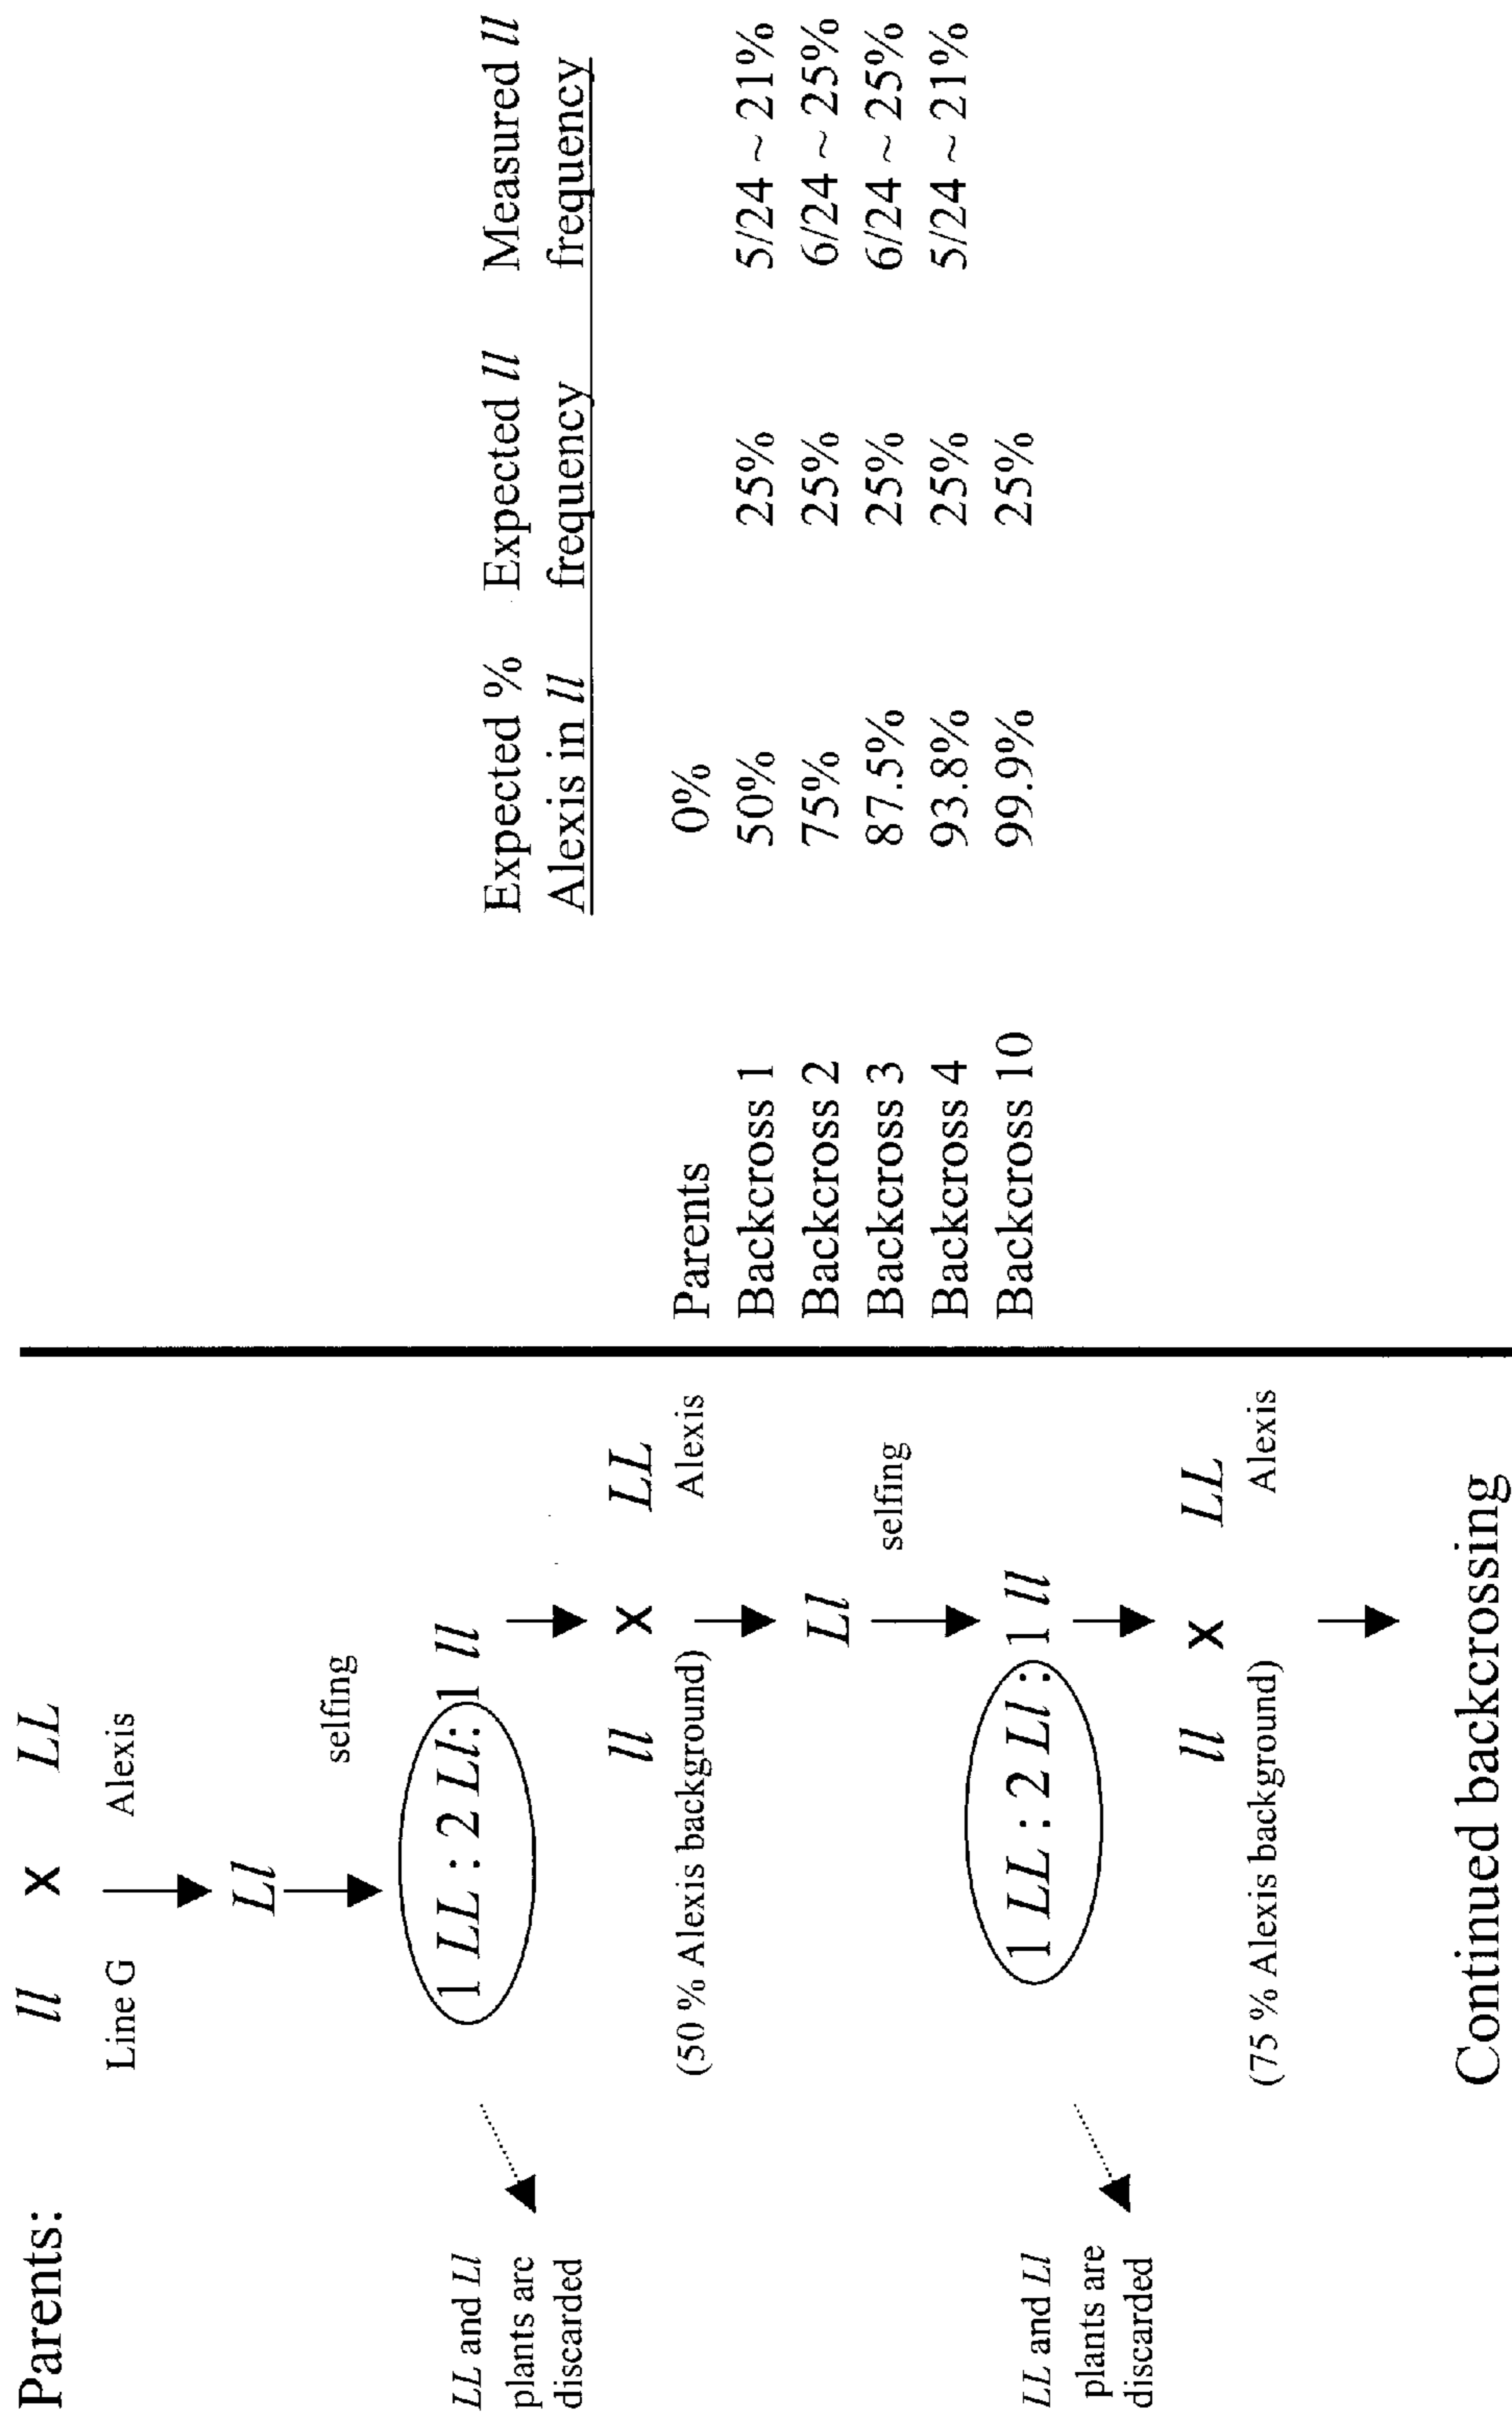 Parents:
ll x LL
Line G Alexis
Ll
selfing
1 LL : 2 Ll : 1 ll
LL and Ll
plants arc
discarded
ll x LL
(50 % Alexis background) Alexis
Ll
selfing
1 LL : 2 Ll : 1 ll
LL and Ll
plants are
discarded
ll x LL
(75 % Alexis background) Alexis
Continued backcrossing
Expected % Expected ll Measured ll
Alexis in ll frequency frequency
Parents 0%
Backcross 1 50% 25% 5/24 ~ 21%
Backcross 2 75% 25% 6/24 ~ 25%
Backcross 3 87.5% 25% 6/24 ~ 25%
Backcross 4 93.8% 25% 5/24 ~ 21%
Backcross 10 99.9% 25%